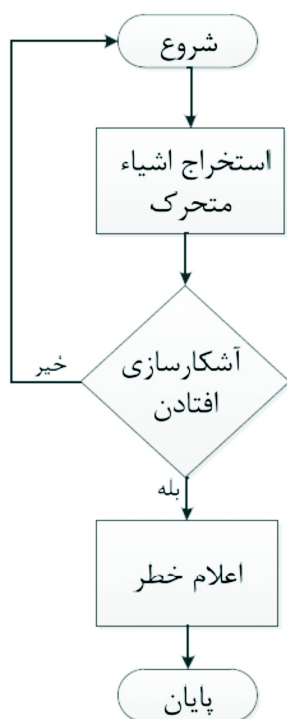 شروع
استخراج اشیاء
متحرک
آشکارسازی
افتادن
خیر
بله
اعلام خطر
پایان